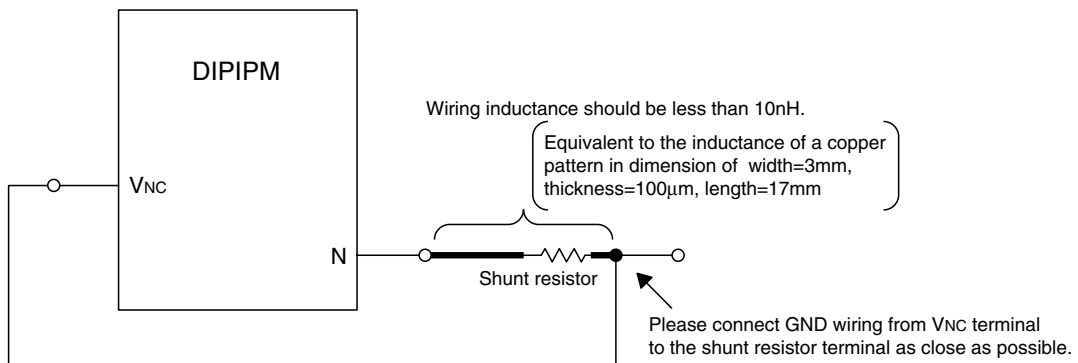 DIPIPM
Wiring inductance should be less than 10nH.
Equivalent to the inductance of a copper
pattern in dimension of width=3mm,
thickness=100μm, length=17mm
VNC
N
Shunt resistor
Please connect GND wiring from VNC terminal
to the shunt resistor terminal as close as possible.